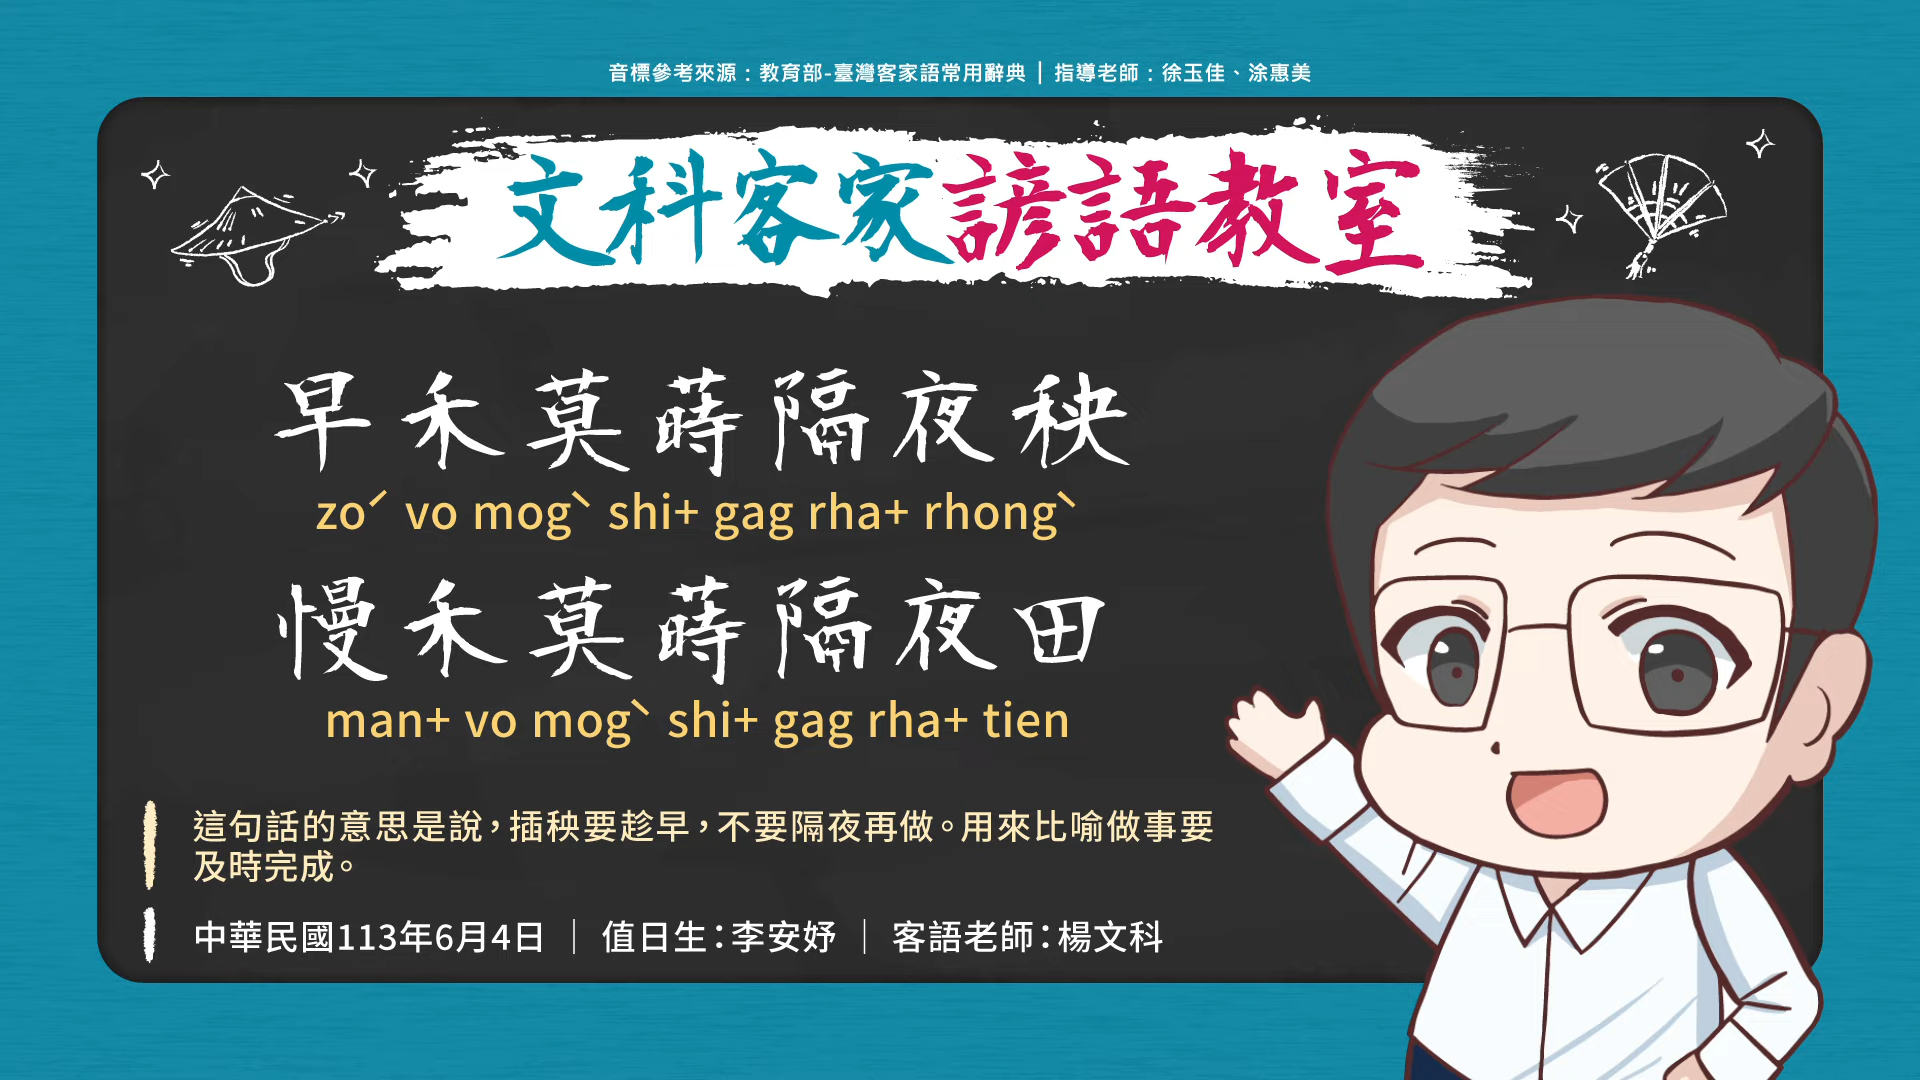 音標參考來源：教育部-臺灣客家語常用辭典｜指導老師：徐玉佳、涂惠美
文科客家諺語教室
早禾莫蒔隔夜秧
zoˊ vo mogˋ shi+ gag rha+ rhongˋ
慢禾莫蒔隔夜田
man+ vo mogˋ shi+ gag rha+ tien
這句話的意思是說，插秧要趁早，不要隔夜再做。用來比喻做事要
及時完成。
中華民國113年6月4日｜值日生：李安妤｜客語老師：楊文科